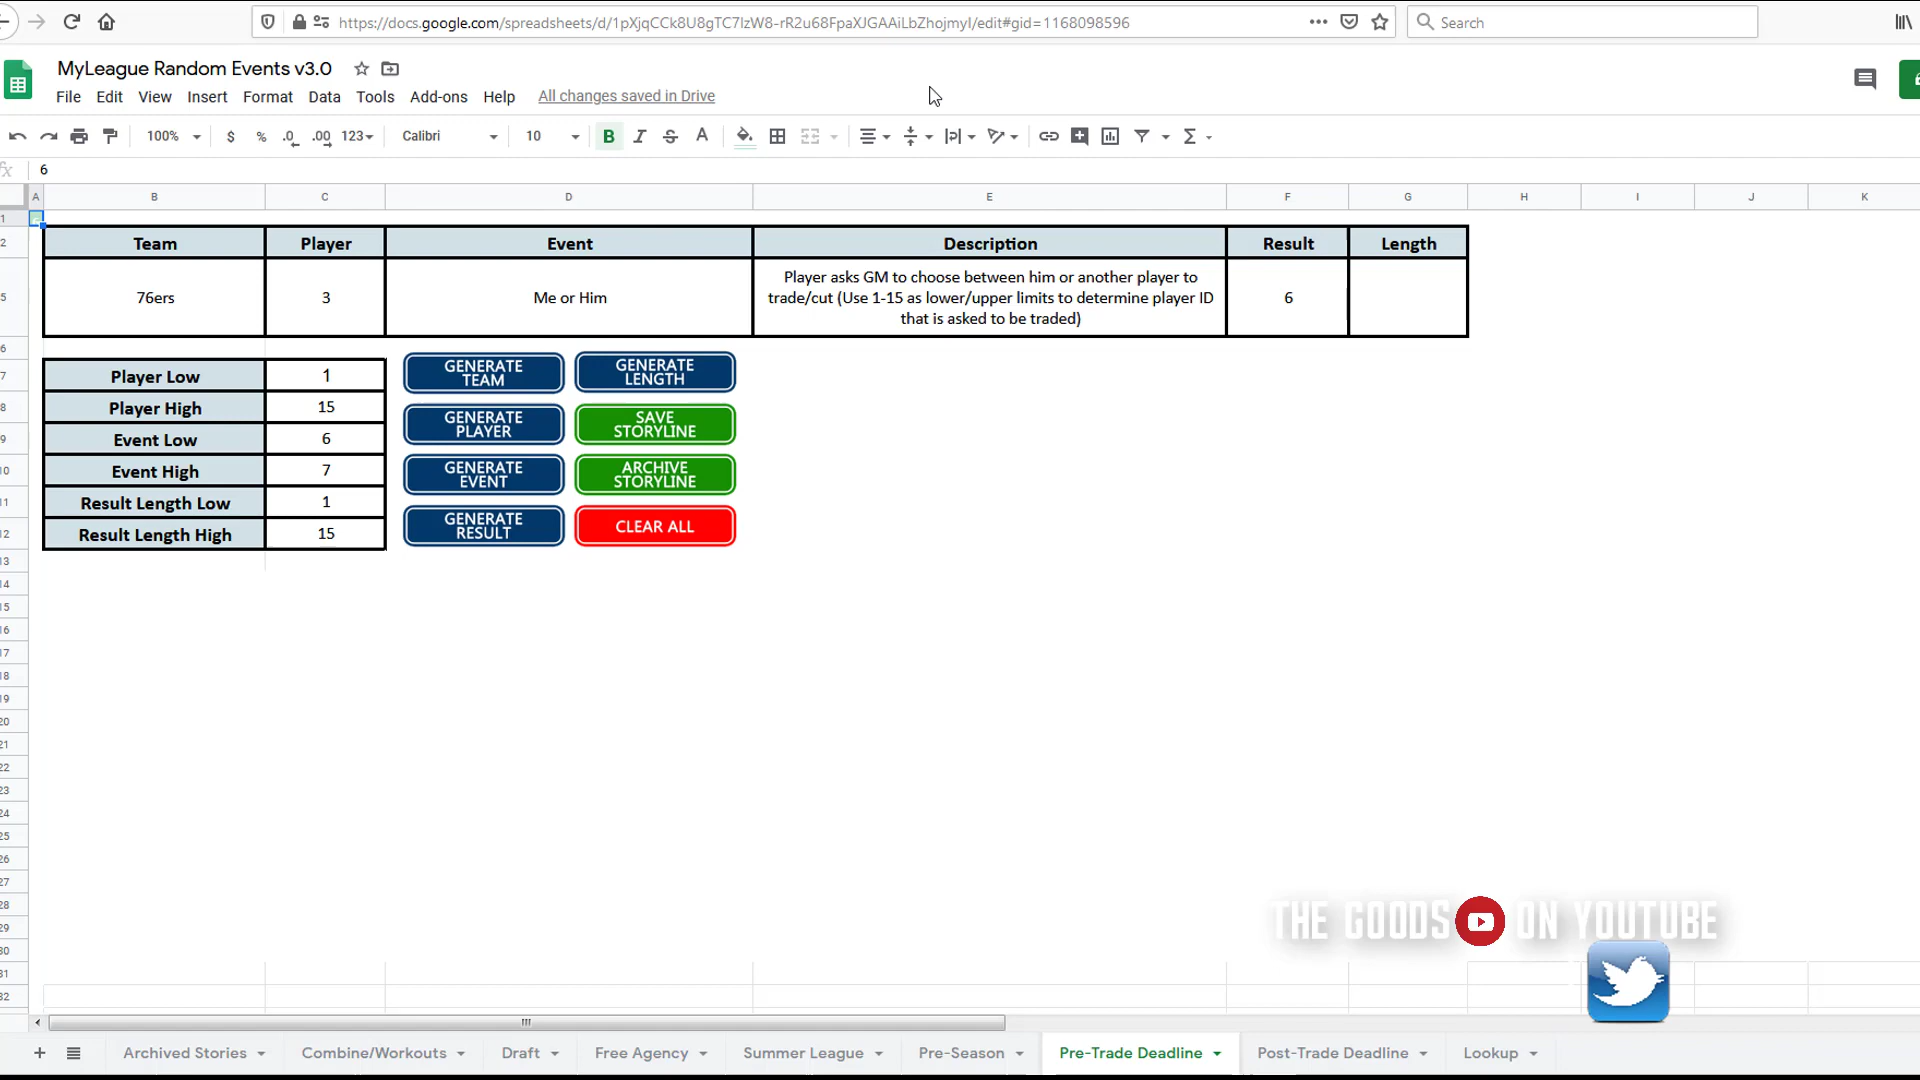 https://docs.google.com/spreadsheets/d/1pXjqCCk8U8gTC7lzW8-rR2u68FpaXJGAAiLbZhojmyI/edit#gid=1168098596
Search
MyLeague Random Events v3.0
File Edit View Insert Format Data Tools Add-ons Help All changes saved in Drive
100% $ % .0 .00 123 Calibri 10 B I S A
fx 6
A B C D E F G H I J K
Team Player Event Description Result Length
76ers 3 Me or Him
Player asks GM to choose between him or another player to
trade/cut (Use 1-15 as lower/upper limits to determine player ID
that is asked to be traded)
6
Player Low 1
Player High 15
Event Low 6
Event High 7
Result Length Low 1
Result Length High 15
GENERATE
TEAM
GENERATE
LENGTH
GENERATE
PLAYER
SAVE
STORYLINE
GENERATE
EVENT
ARCHIVE
STORYLINE
GENERATE
RESULT
CLEAR ALL
THE GOODS ON YOUTUBE
Archived Stories Combine/Workouts Draft Free Agency Summer League Pre-Season Pre-Trade Deadline Post-Trade Deadline Lookup